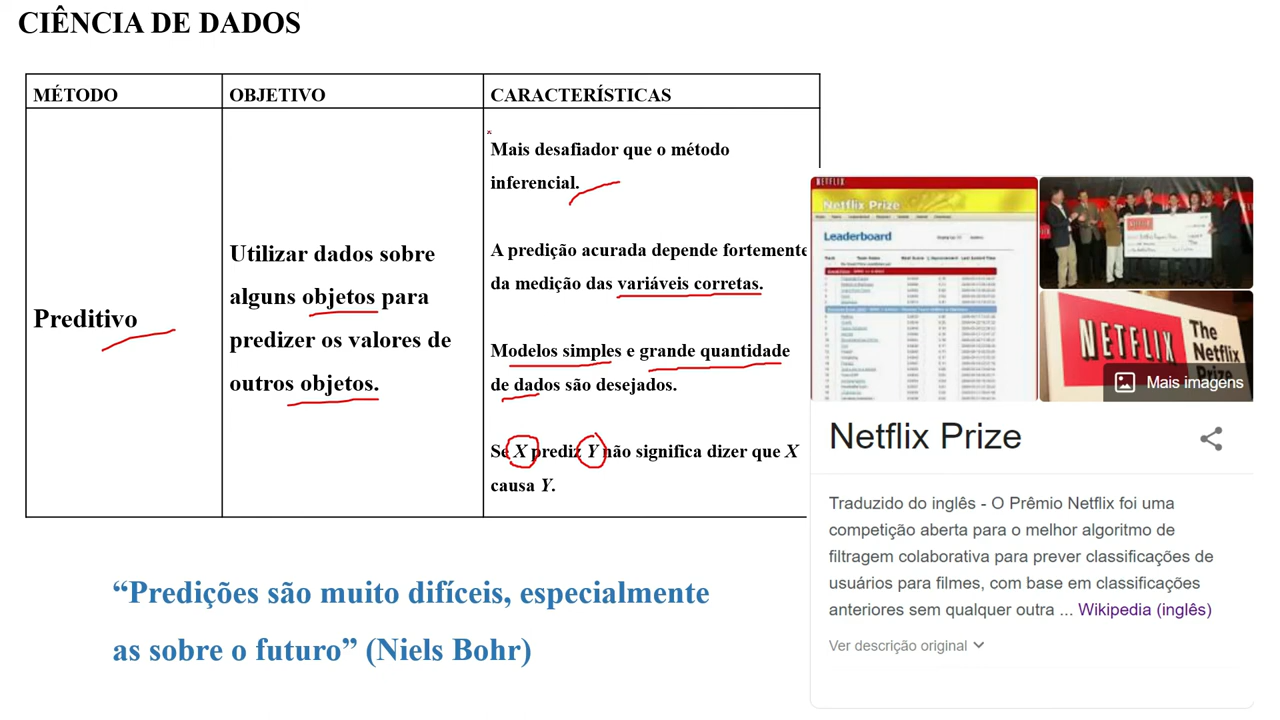 CIÊNCIA DE DADOS
MÉTODO
OBJETIVO
CARACTERÍSTICAS
Preditivo
Utilizar dados sobre
alguns objetos para
predizer os valores de
outros objetos.
Mais desafiador que o método
inferencial.
A predição acurada depende fortemente
da medição das variáveis corretas.
Modelos simples e grande quantidade
de dados são desejados.
Se X prediz Y não significa dizer que X
causa Y.
“Predições são muito difíceis, especialmente
as sobre o futuro” (Niels Bohr)
NETFLIX
Netflix Prize
Leaderboard
NETFLIX
The
Netflix
Prize
Mais imagens
Netflix Prize
Traduzido do inglês - O Prêmio Netflix foi uma
competição aberta para o melhor algoritmo de
filtragem colaborativa para prever classificações de
usuários para filmes, com base em classificações
anteriores sem qualquer outra ... Wikipedia (inglês)
Ver descrição original